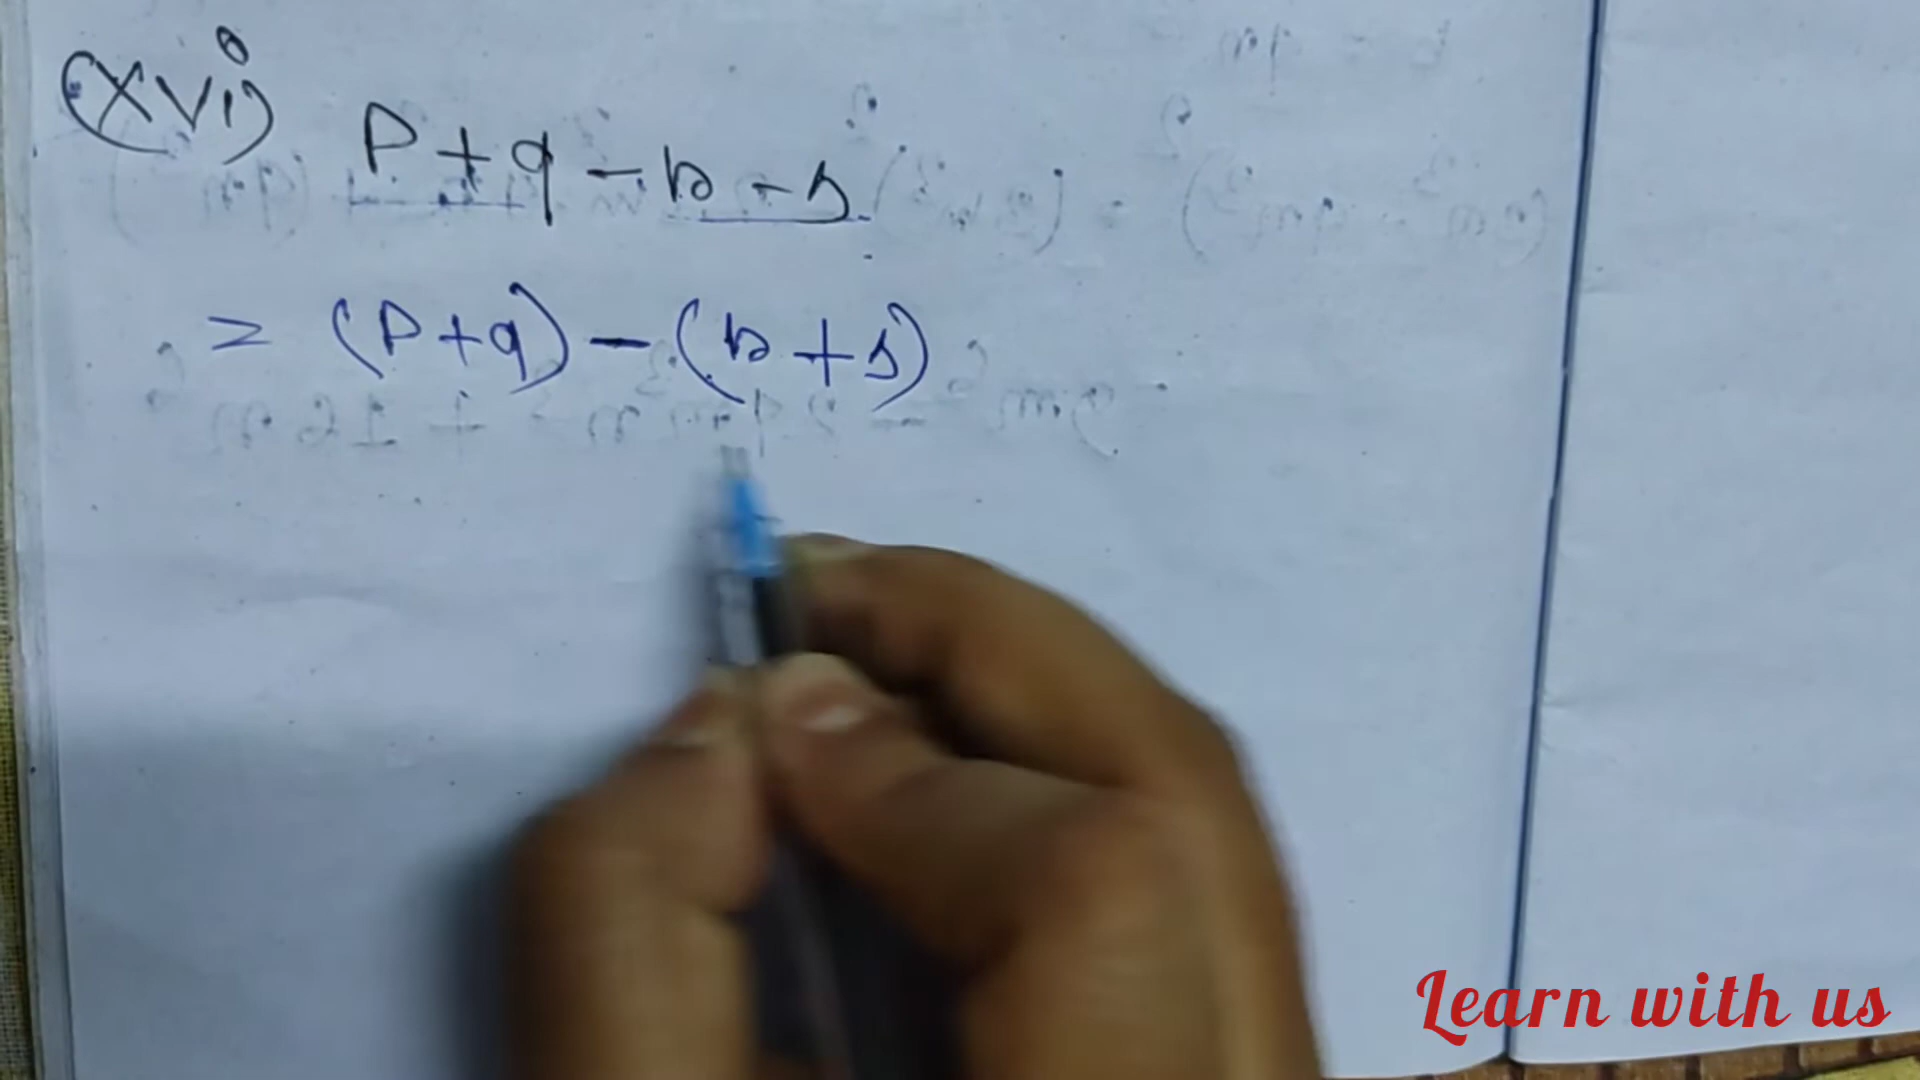 (xvi) P+q-r-s
= (P+q)-(r+s)
Learn with us